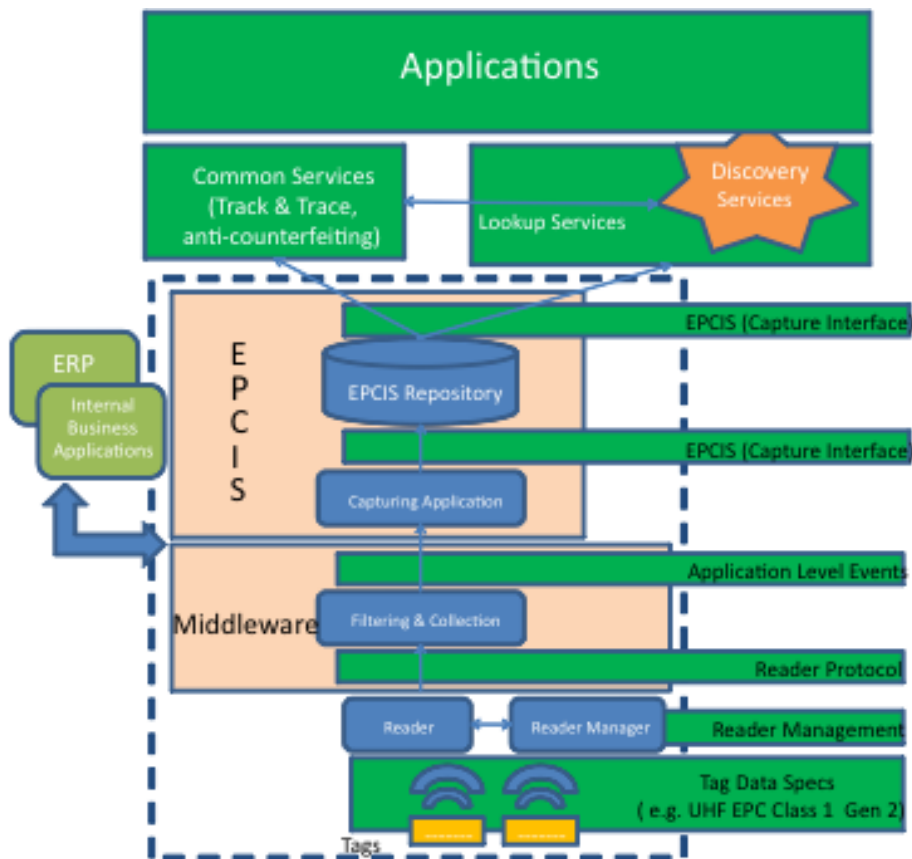 Applications
Common Services
(Track & Trace,
anti-counterfeiting)
Discovery
Services
Lookup Services
EPCIS (Capture Interface)
ERP
Internal
Business
Applications
E
P
C
I
S
EPCIS Repository
EPCIS (Capture Interface)
Capturing Application
Application Level Events
Middleware
Filtering & Collection
Reader Protocol
Reader
Reader Manager
Reader Management
Tag Data Specs
( e.g. UHF EPC Class 1 Gen 2)
Tags